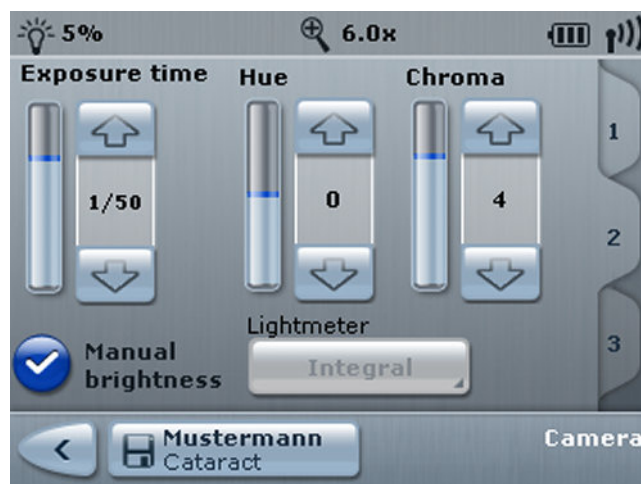 5%
6.0x
Exposure time
Hue
Chroma
1/50
0
4
1
2
3
Manual
brightness
Lightmeter
Integral
Mustermann
Cataract
Camera